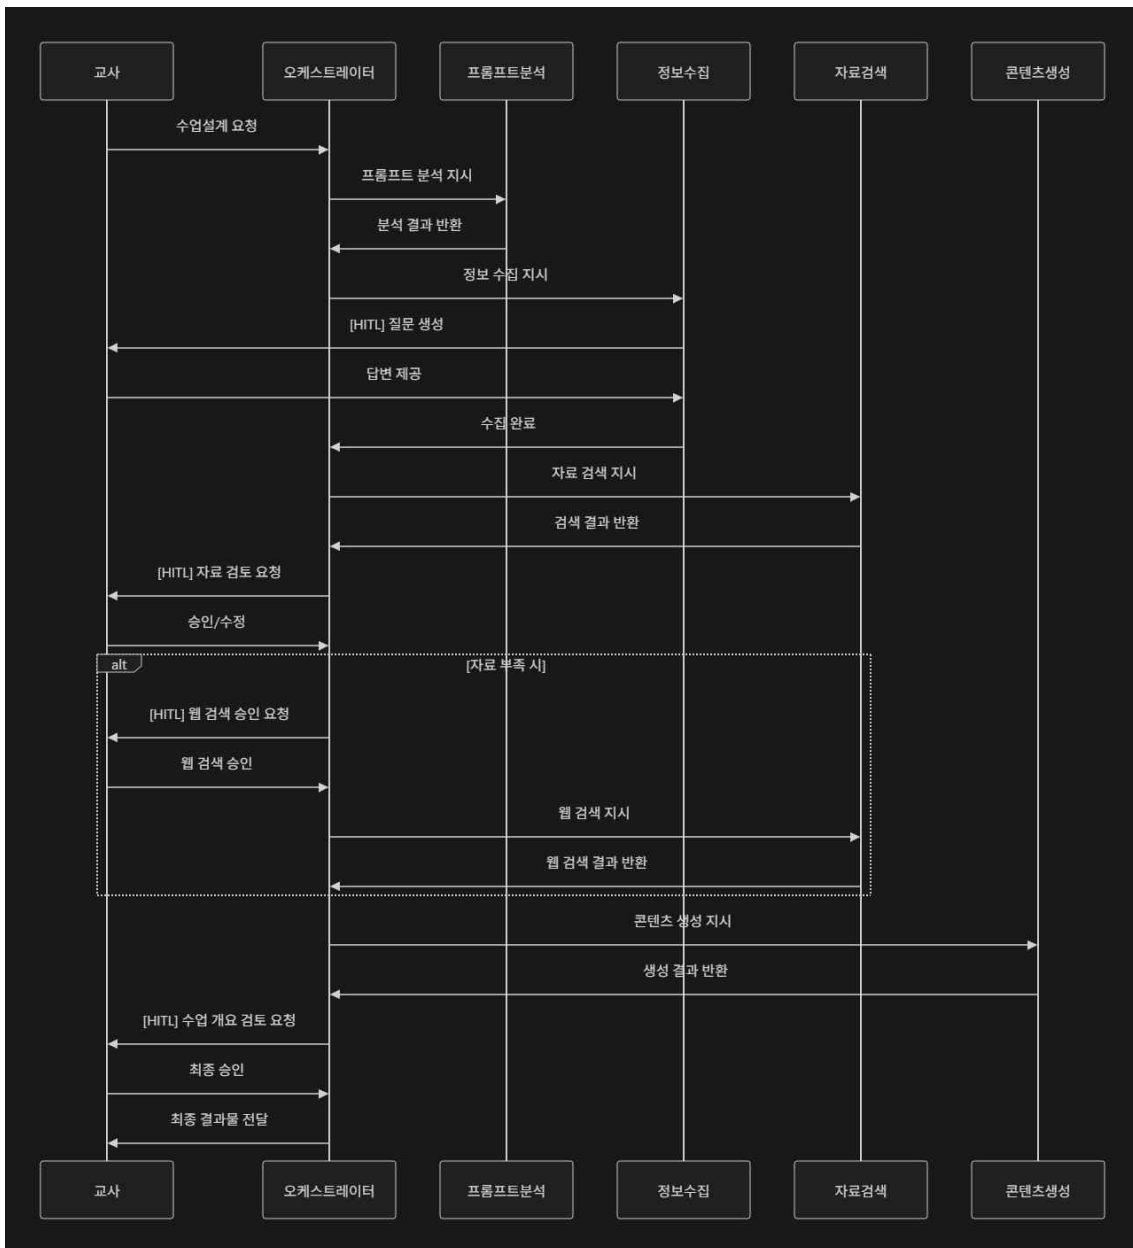 교사
오케스트레이터
프롬프트분석
정보수집
자료검색
콘텐츠생성
수업설계 요청
프롬프트 분석 지시
분석 결과 반환
정보 수집 지시
[HITL] 질문 생성
답변 제공
수집 완료
자료 검색 지시
검색 결과 반환
[HITL] 자료 검토 요청
승인/수정
alt
[자료 부족 시]
[HITL] 웹 검색 승인 요청
웹 검색 승인
웹 검색 지시
웹 검색 결과 반환
콘텐츠 생성 지시
생성 결과 반환
[HITL] 수업 개요 검토 요청
최종 승인
최종 결과물 전달
교사
오케스트레이터
프롬프트분석
정보수집
자료검색
콘텐츠생성